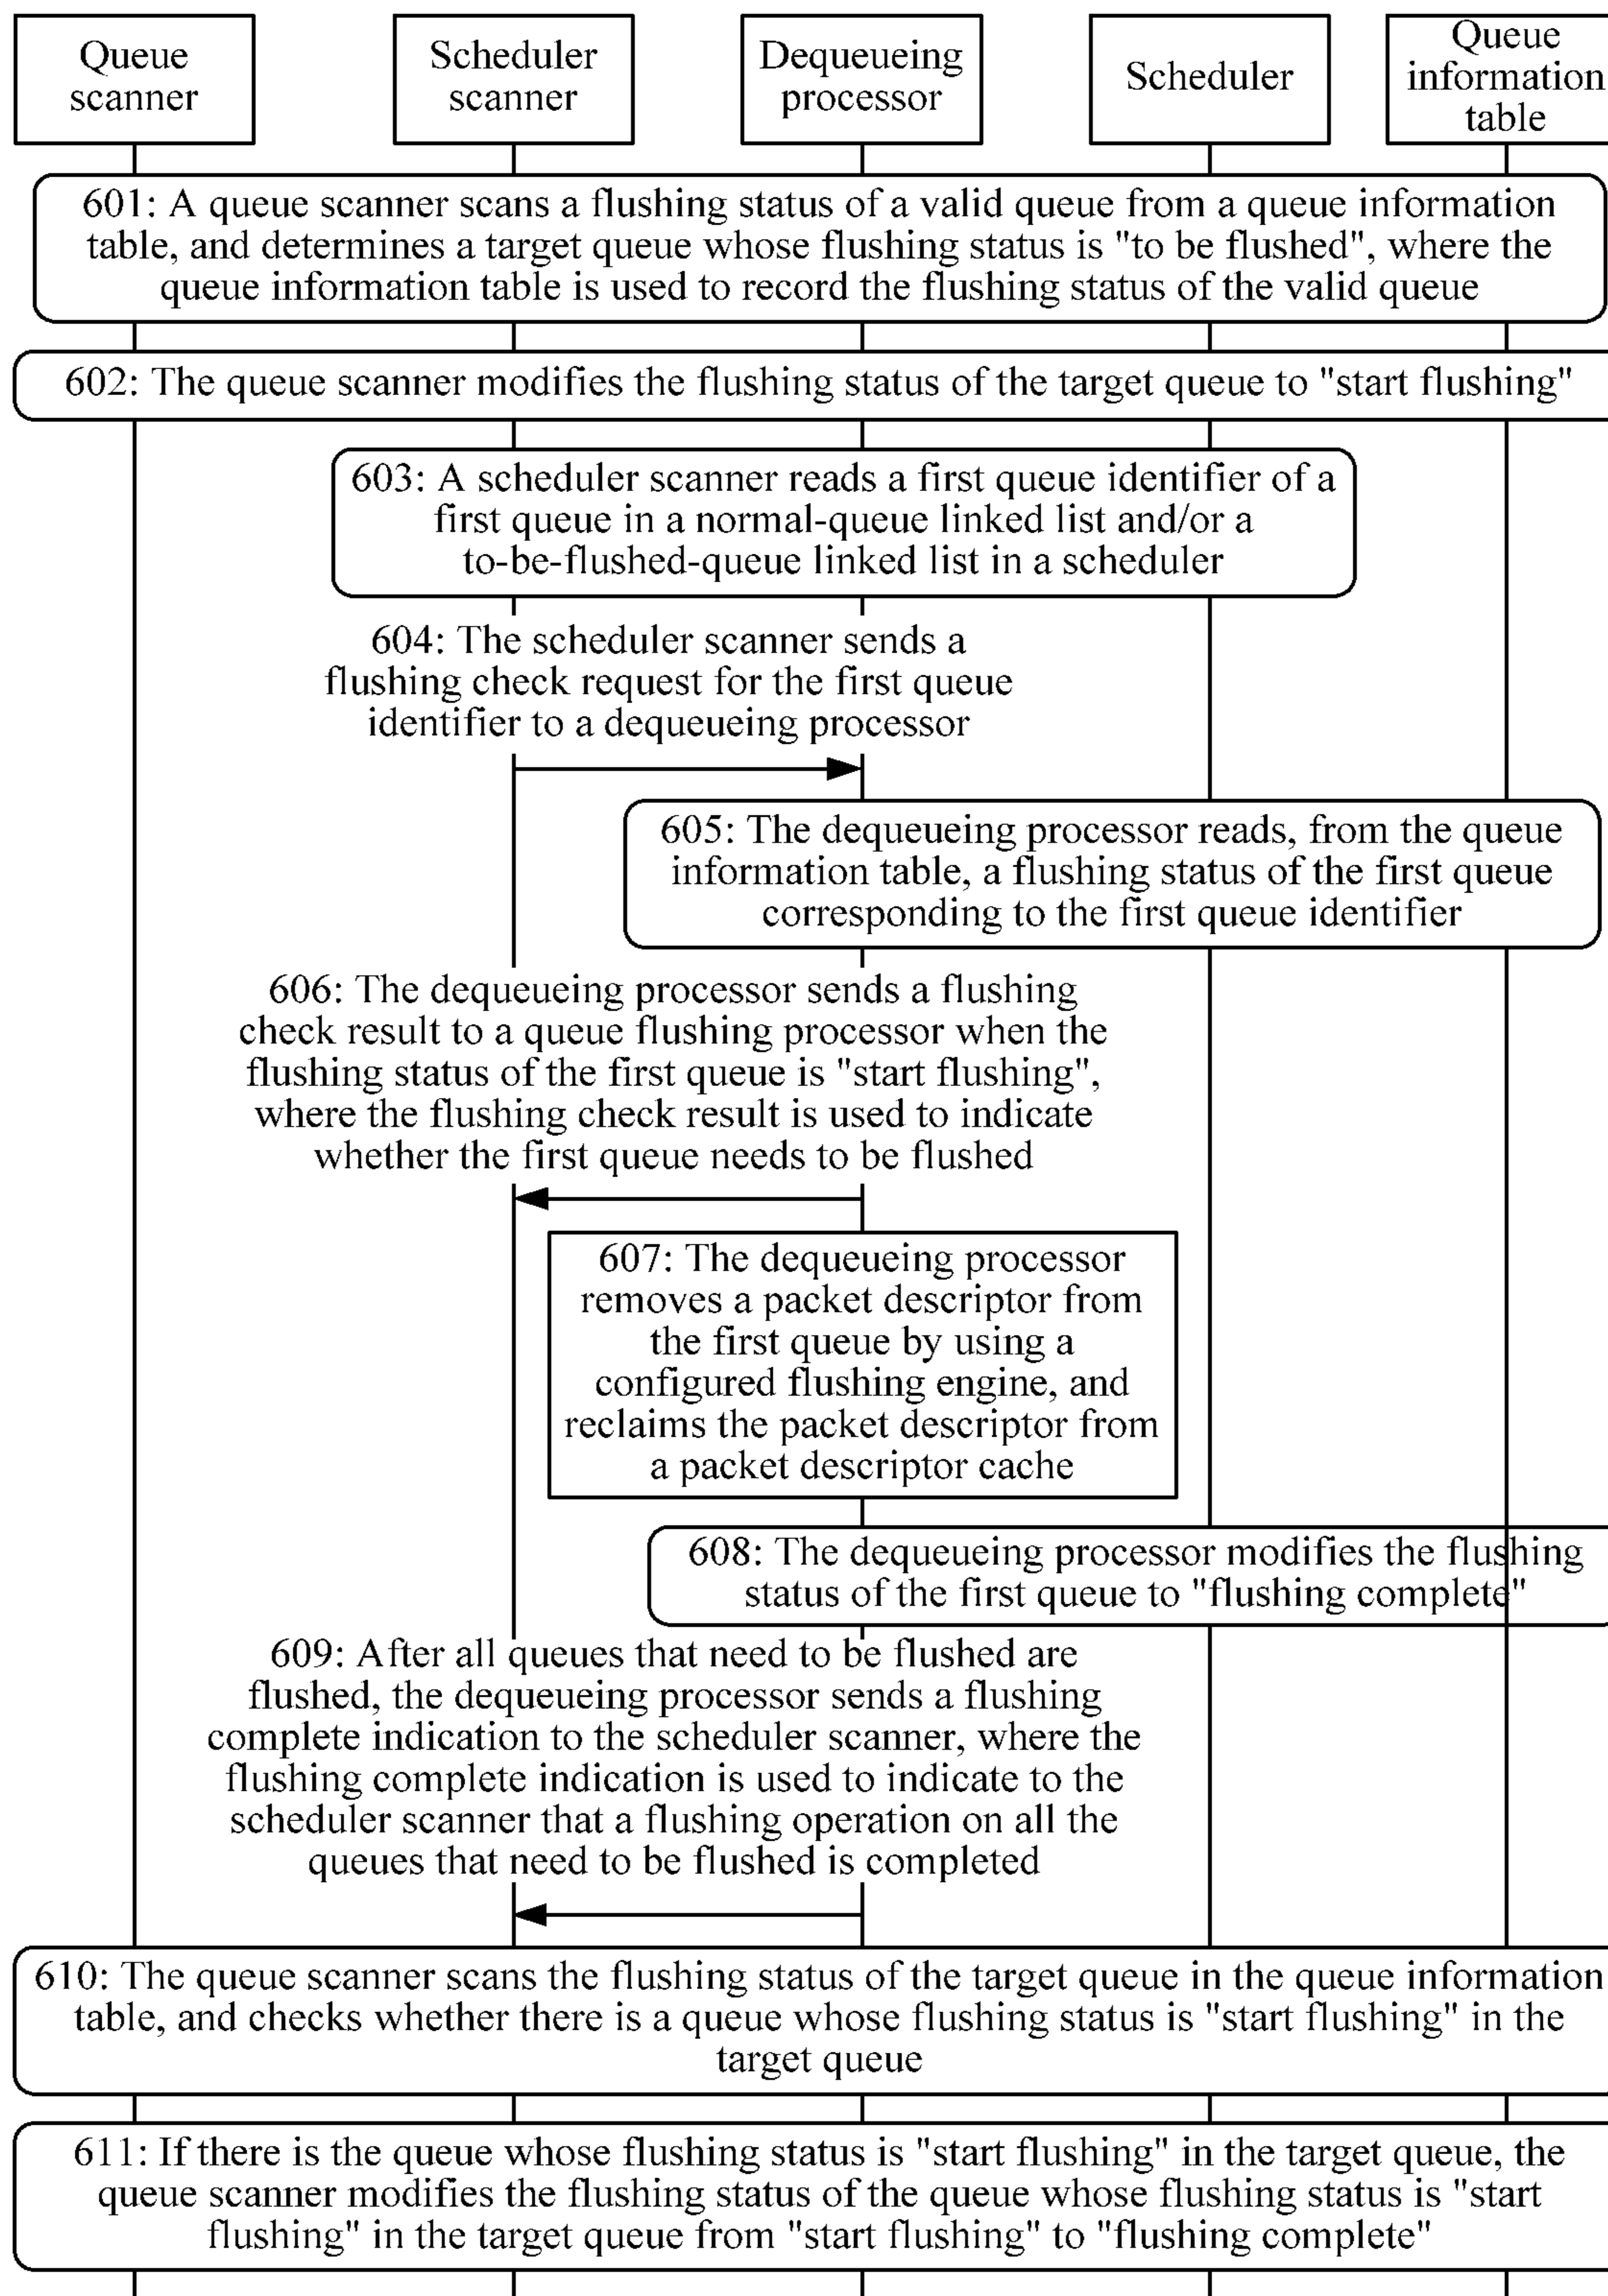 Queue
scanner
Scheduler
scanner
Dequeueing
processor
Scheduler
Queue
information
table
601: A queue scanner scans a flushing status of a valid queue from a queue information
table, and determines a target queue whose flushing status is "to be flushed", where the
queue information table is used to record the flushing status of the valid queue
602: The queue scanner modifies the flushing status of the target queue to "start flushing"
603: A scheduler scanner reads a first queue identifier of a
first queue in a normal-queue linked list and/or a
to-be-flushed-queue linked list in a scheduler
604: The scheduler scanner sends a
flushing check request for the first queue
identifier to a dequeueing processor
605: The dequeueing processor reads, from the queue
information table, a flushing status of the first queue
corresponding to the first queue identifier
606: The dequeueing processor sends a flushing
check result to a queue flushing processor when the
flushing status of the first queue is "start flushing",
where the flushing check result is used to indicate
whether the first queue needs to be flushed
607: The dequeueing processor
removes a packet descriptor from
the first queue by using a
configured flushing engine, and
reclaims the packet descriptor from
a packet descriptor cache
608: The dequeueing processor modifies the flushing
status of the first queue to "flushing complete"
609: After all queues that need to be flushed are
flushed, the dequeueing processor sends a flushing
complete indication to the scheduler scanner, where the
flushing complete indication is used to indicate to the
scheduler scanner that a flushing operation on all the
queues that need to be flushed is completed
610: The queue scanner scans the flushing status of the target queue in the queue information
table, and checks whether there is a queue whose flushing status is "start flushing" in the
target queue
611: If there is the queue whose flushing status is "start flushing" in the target queue, the
queue scanner modifies the flushing status of the queue whose flushing status is "start
flushing" in the target queue from "start flushing" to "flushing complete"